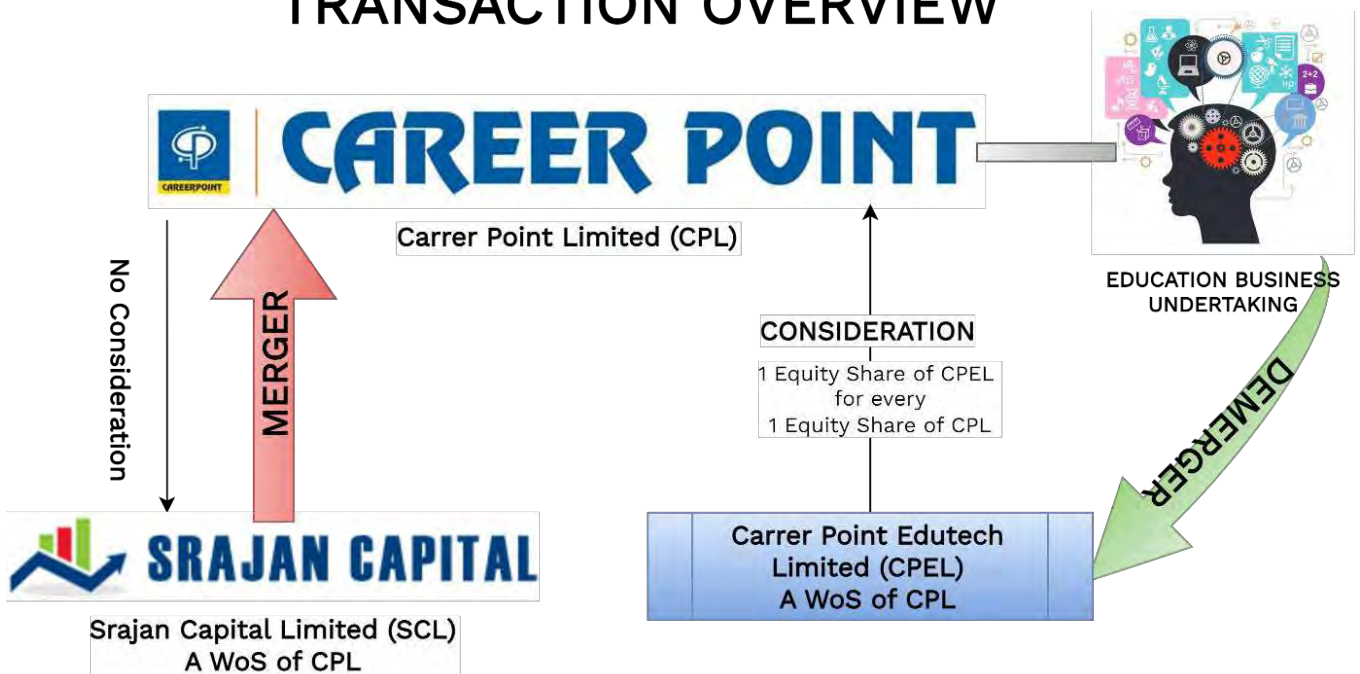 TRANSACTION OVERVIEW
CAREER POINT
CAREERPOINT
Carrer Point Limited (CPL)
2+2
EDUCATION BUSINESS
UNDERTAKING
No Consideration
MERGER
CONSIDERATION
1 Equity Share of CPEL
for every
1 Equity Share of CPL
DEMERGER
SRAJAN CAPITAL
Srajan Capital Limited (SCL)
A WoS of CPL
Carrer Point Edutech
Limited (CPEL)
A WoS of CPL